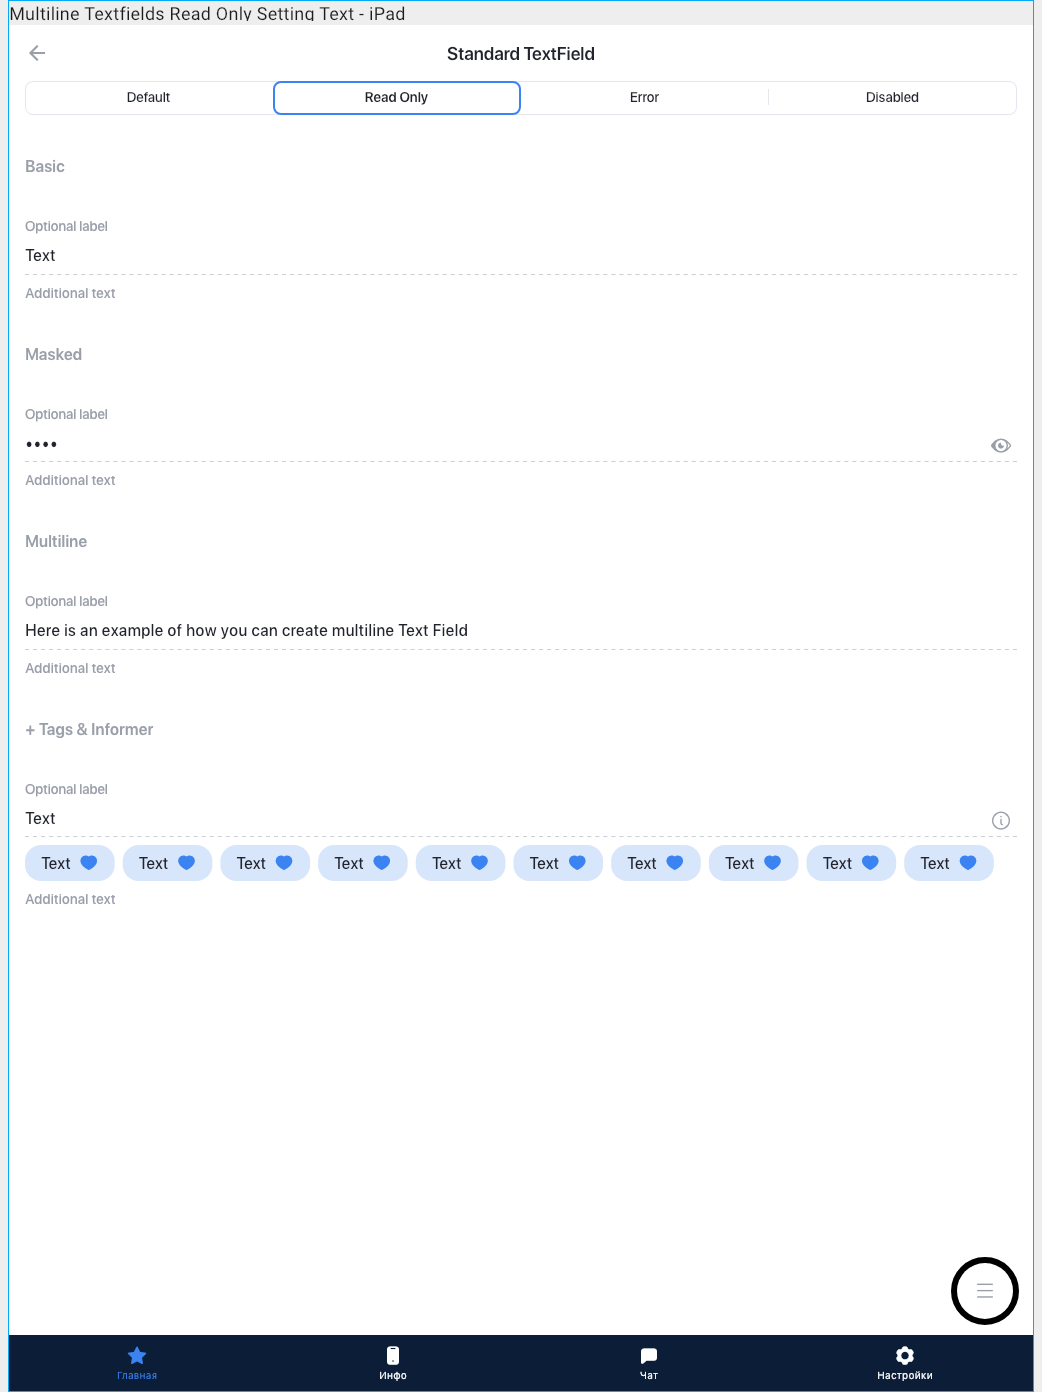 Multiline Textfields Read Only Setting Text - iPad
Standard TextField
Default Read Only Error Disabled
Basic
Optional label
Text
Additional text
Masked
Optional label
••••
Additional text
Multiline
Optional label
Here is an example of how you can create multiline Text Field
Additional text
+ Tags & Informer
Optional label
Text
Text Text Text Text Text Text Text Text Text Text
Additional text
Главная Инфо Чат Настройки